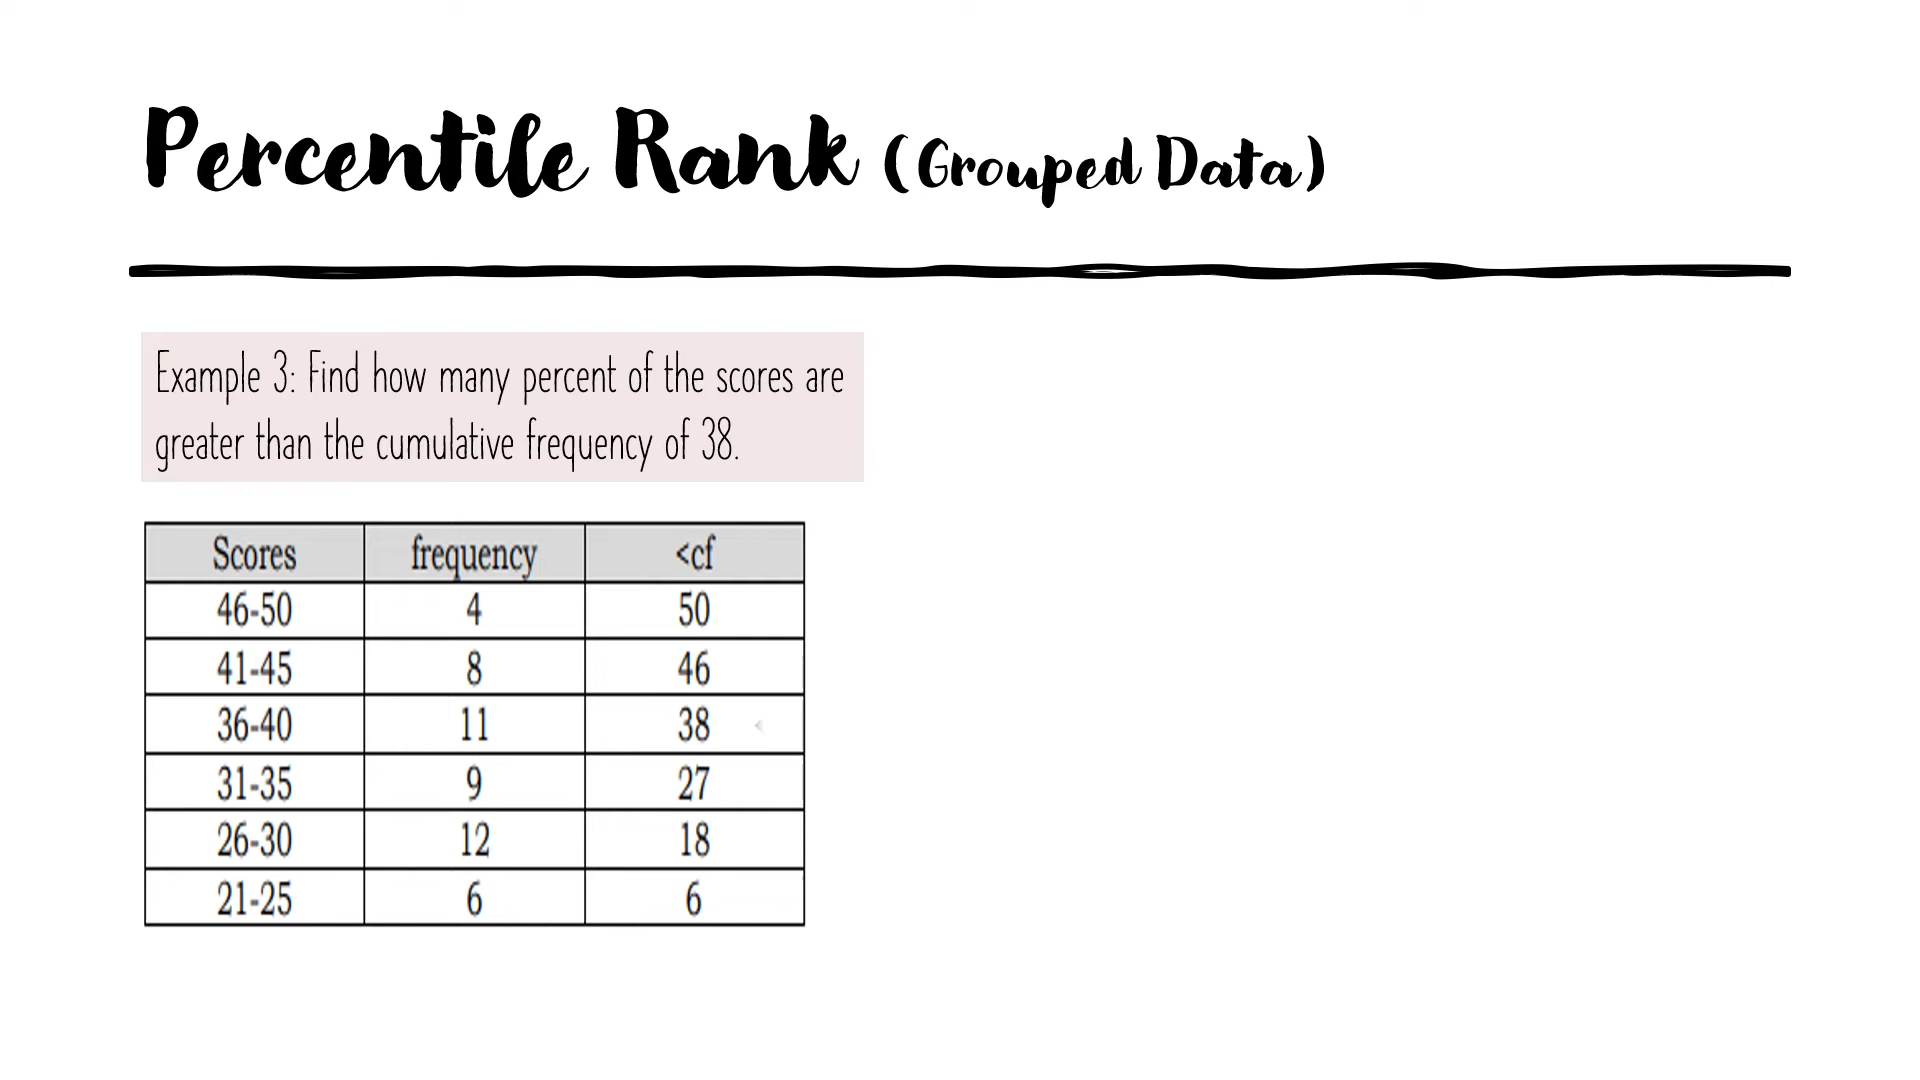 Percentile Rank (Grouped Data)
Example 3: Find how many percent of the scores are
greater than the cumulative frequency of 38.
Scores frequency <cf
46-50 4 50
41-45 8 46
36-40 11 38
31-35 9 27
26-30 12 18
21-25 6 6